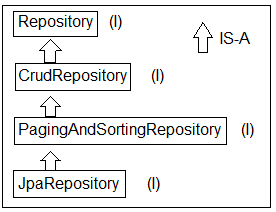 Repository (I)
IS-A
CrudRepository (I)
PagingAndSortingRepository (I)
JpaRepository (I)